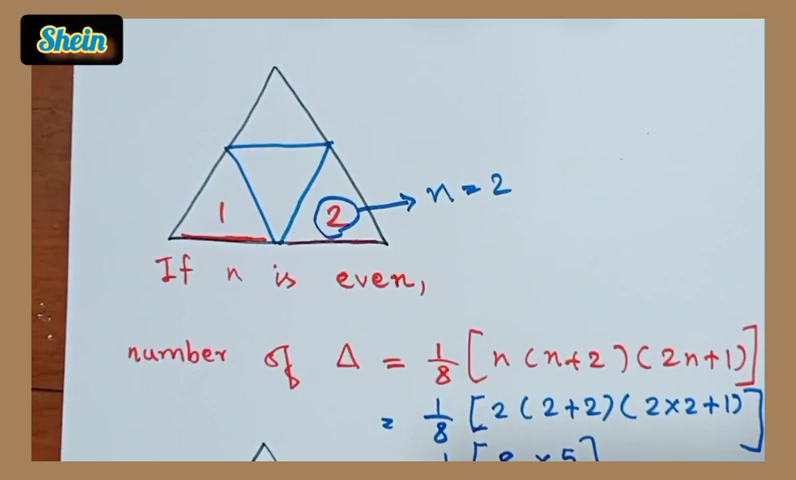 Shein
1
2
n = 2
If n is even,
number of Δ = 1/8 [n(n+2)(2n+1)]
= 1/8 [2(2+2)(2×2+1)]